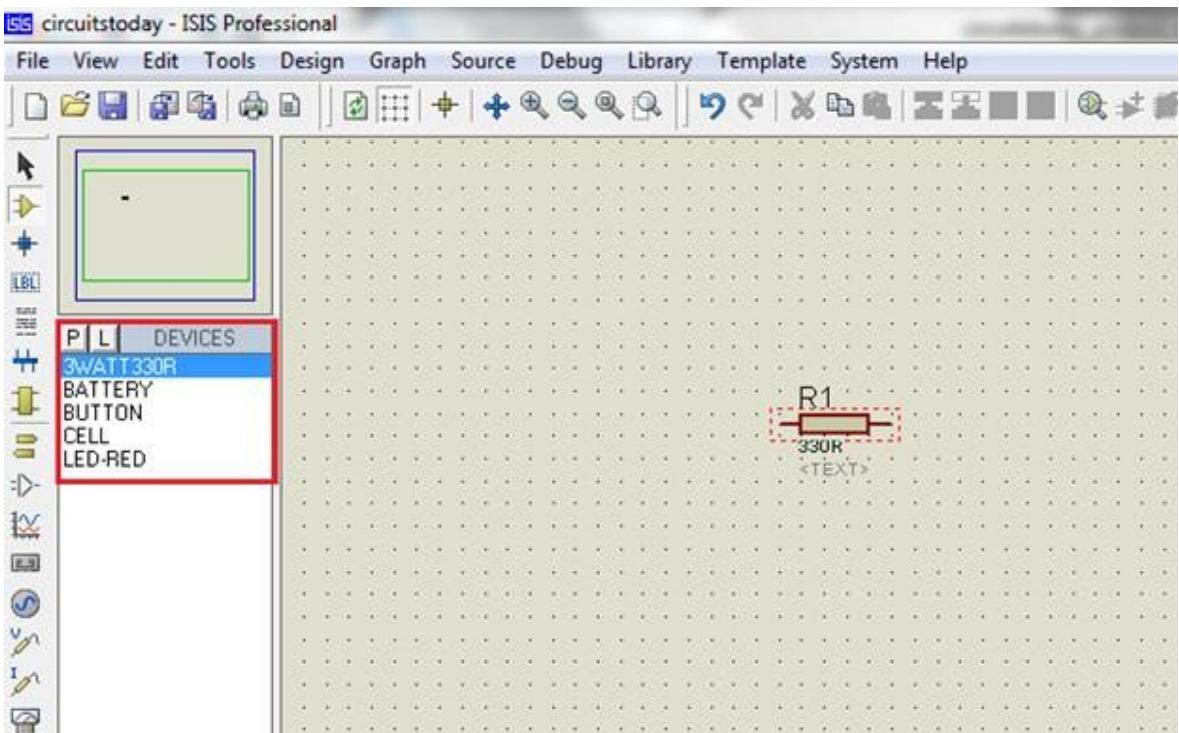 ISIS circuitstoday - ISIS Professional
File View Edit Tools Design Graph Source Debug Library Template System Help
LBL
P L DEVICES
3WATT330R
BATTERY
BUTTON
CELL
LED-RED
R1
330R
<TEXT>
V
I